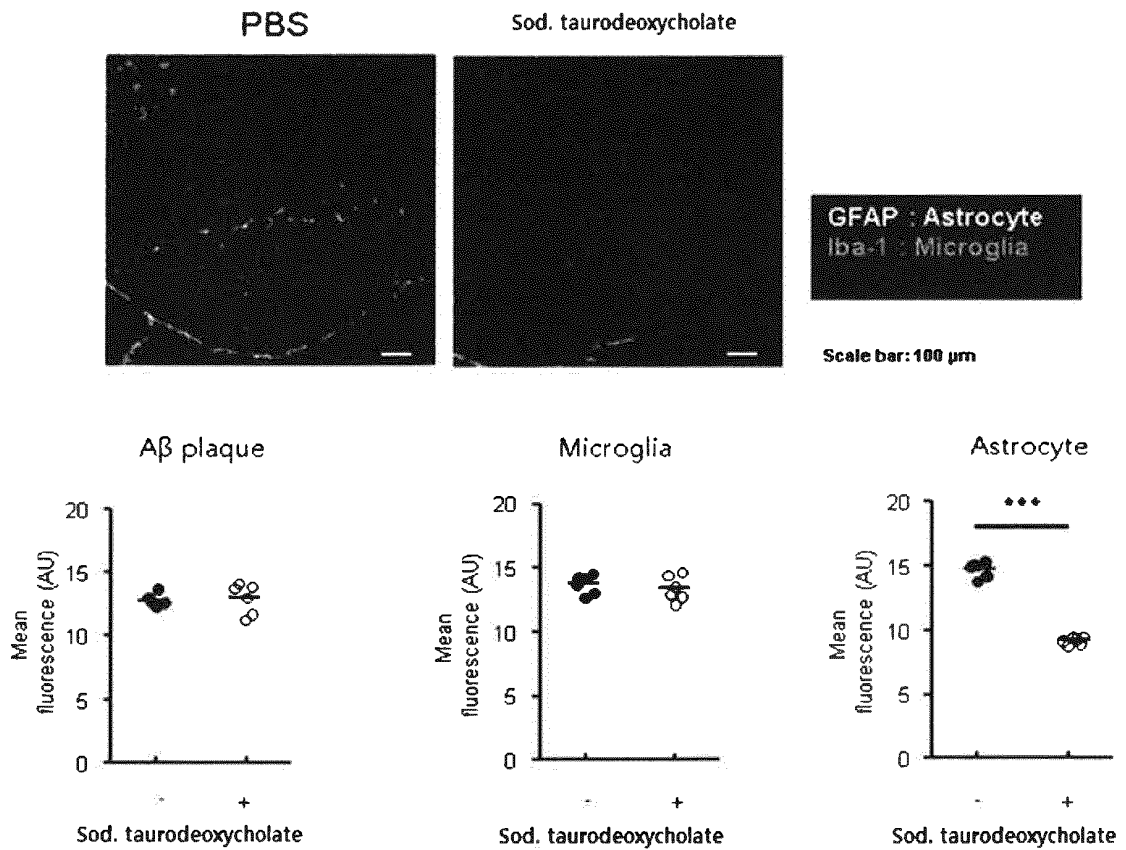 PBS
Sod. taurodeoxycholate
GFAP : Astrocyte
Iba-1 : Microglia
Scale bar: 100 μm
Aβ plaque
Microglia
Astrocyte
Mean fluorescence (AU)
20
15
10
5
0
- +
Sod. taurodeoxycholate
Mean fluorescence (AU)
20
15
10
5
0
- +
Sod. taurodeoxycholate
Mean fluorescence (AU)
20
15
10
5
0
***
- +
Sod. taurodeoxycholate